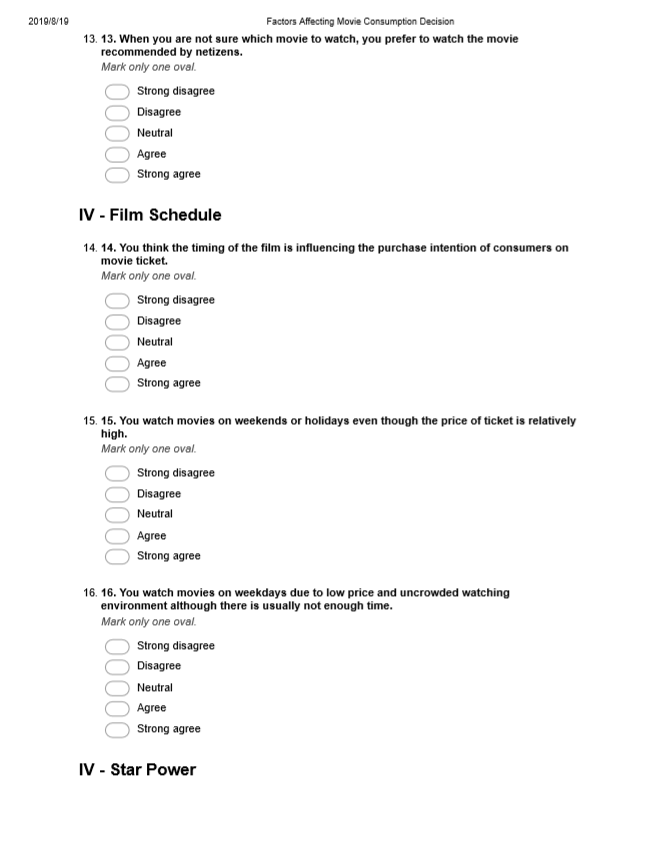 2019/8/19 Factors Affecting Movie Consumption Decision
13. 13. When you are not sure which movie to watch, you prefer to watch the movie
recommended by netizens.
Mark only one oval.
Strong disagree
Disagree
Neutral
Agree
Strong agree
IV - Film Schedule
14. 14. You think the timing of the film is influencing the purchase intention of consumers on
movie ticket.
Mark only one oval.
Strong disagree
Disagree
Neutral
Agree
Strong agree
15. 15. You watch movies on weekends or holidays even though the price of ticket is relatively
high.
Mark only one oval.
Strong disagree
Disagree
Neutral
Agree
Strong agree
16. 16. You watch movies on weekdays due to low price and uncrowded watching
environment although there is usually not enough time.
Mark only one oval.
Strong disagree
Disagree
Neutral
Agree
Strong agree
IV - Star Power